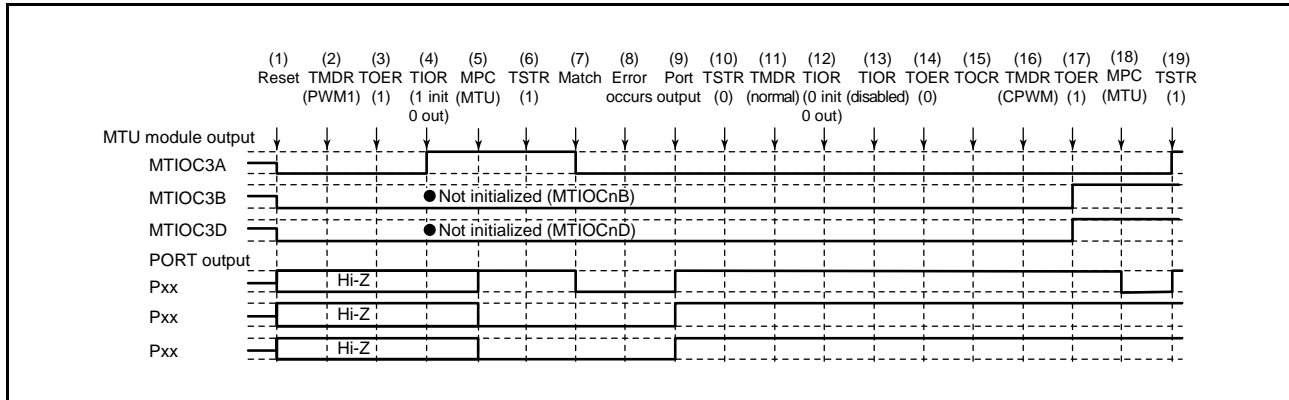 (1) (2) (3) (4) (5) (6) (7) (8) (9) (10) (11) (12) (13) (14) (15) (16) (17) (18) (19)
Reset TMDR TOER TIOR MPC TSTR Match Error Port TSTR TMDR TIOR TIOR TOER TOCR TMDR TOER MPC TSTR
(PWM1) (1) (1 init (MTU) (1) occurs output (0) (normal) (0 init (disabled) (0) (CPWM) (1) (MTU) (1)
0 out) 0 out)
MTU module output
MTIOC3A
MTIOC3B ●Not initialized (MTIOCnB)
MTIOC3D ●Not initialized (MTIOCnD)
PORT output
Pxx Hi-Z
Pxx Hi-Z
Pxx Hi-Z